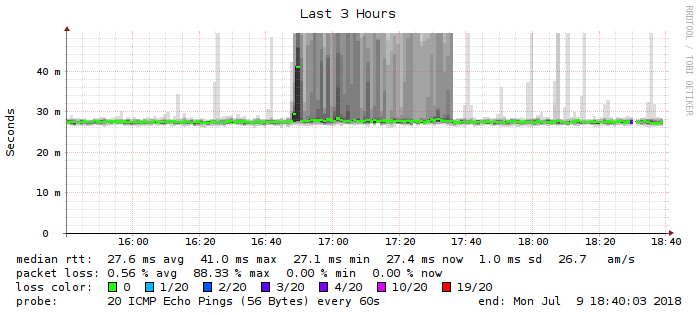 Last 3 Hours
RRDTOOL / TOBI OETIKER
Seconds
40 m
30 m
20 m
10 m
0
16:00 16:20 16:40 17:00 17:20 17:40 18:00 18:20 18:40
median rtt: 27.6 ms avg 41.0 ms max 27.1 ms min 27.4 ms now 1.0 ms sd 26.7 am/s
packet loss: 0.56 % avg 88.33 % max 0.00 % min 0.00 % now
loss color: 0 1/20 2/20 3/20 4/20 10/20 19/20
probe: 20 ICMP Echo Pings (56 Bytes) every 60s end: Mon Jul 9 18:40:03 2018